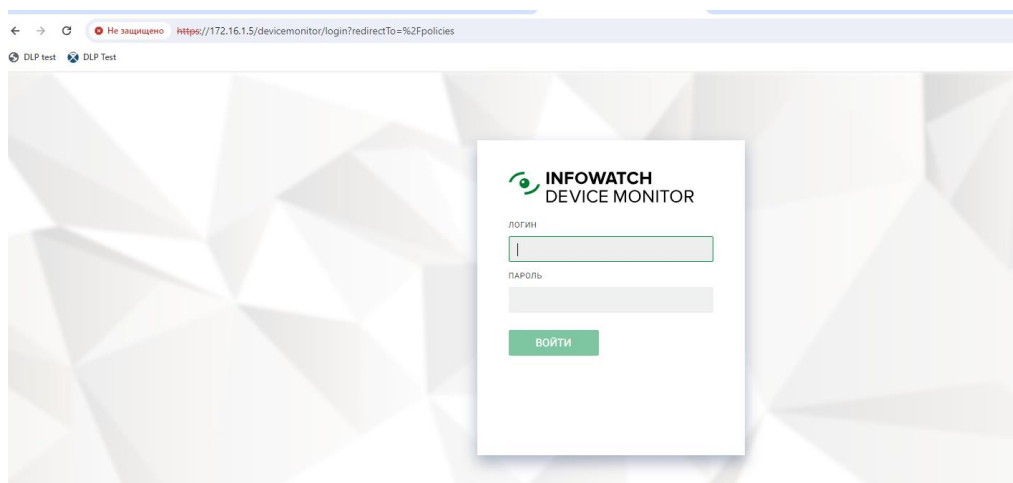 Не защищено https://172.16.1.5/devicemonitor/login?redirectTo=%2Fpolicies
DLP test DLP Test
INFOWATCH
DEVICE MONITOR
ЛОГИН
ПАРОЛЬ
ВОЙТИ